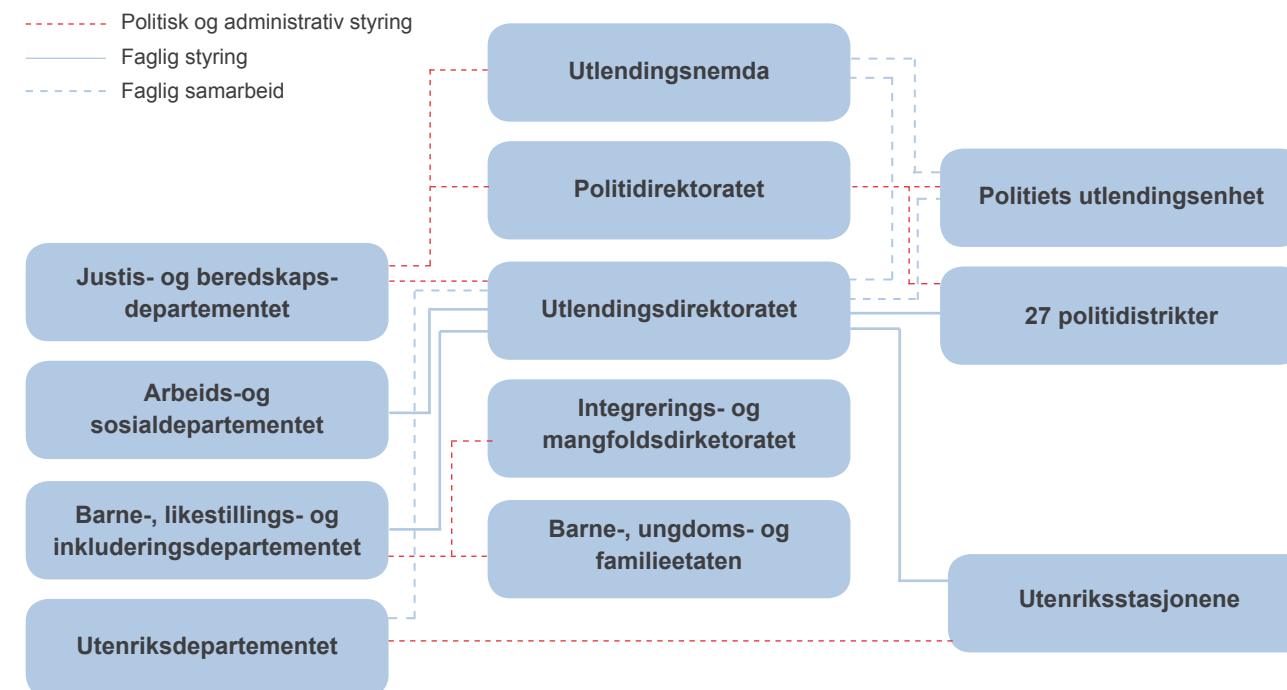 Politisk og administrativ styring
Faglig styring
Faglig samarbeid
Utlendingsnemda
Politidirektoratet
Politiets utlendingsenhet
Justis- og beredskaps-
departementet
Utlendingsdirektoratet
27 politidistrikter
Arbeids-og
sosialdepartementet
Integrerings- og
mangfoldsdirketoratet
Barne-, likestillings- og
inkluderingsdepartementet
Barne-, ungdoms- og
familieetaten
Utenriksstasjonene
Utenriksdepartementet